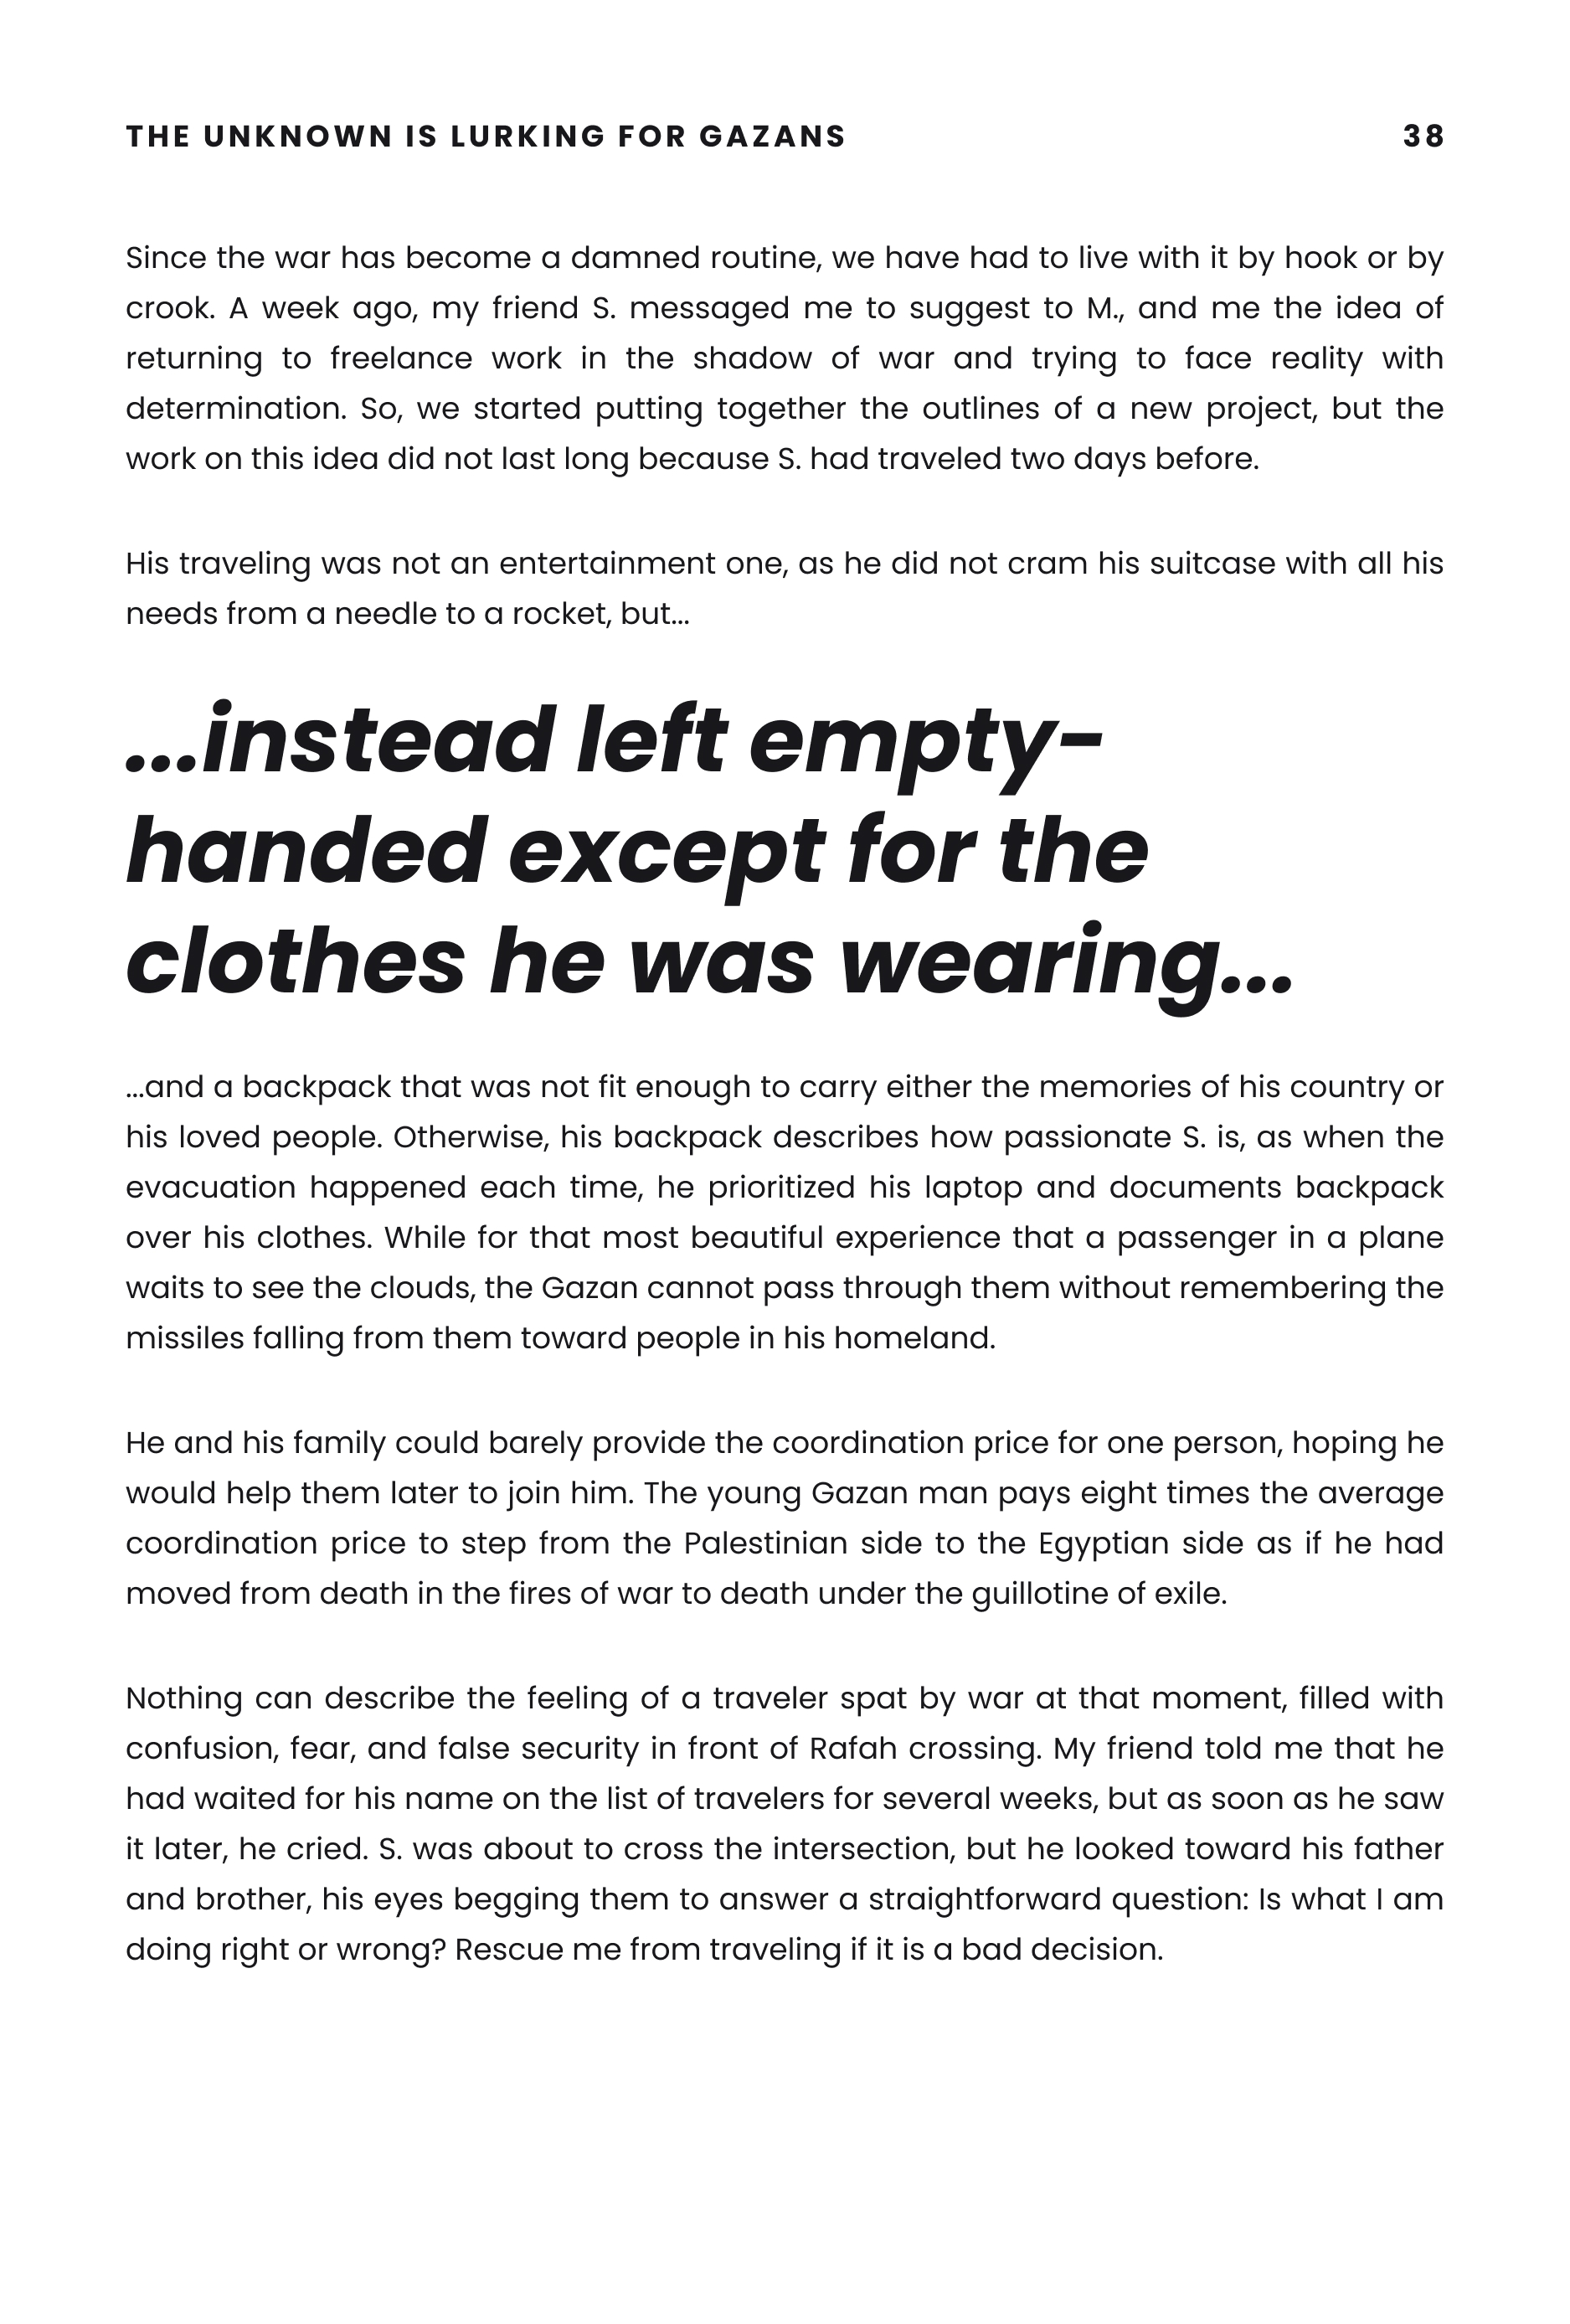 THE UNKNOWN IS LURKING FOR GAZANS 38
Since the war has become a damned routine, we have had to live with it by hook or by
crook. A week ago, my friend S. messaged me to suggest to M., and me the idea of
returning to freelance work in the shadow of war and trying to face reality with
determination. So, we started putting together the outlines of a new project, but the
work on this idea did not last long because S. had traveled two days before.
His traveling was not an entertainment one, as he did not cram his suitcase with all his
needs from a needle to a rocket, but...
...instead left empty-
handed except for the
clothes he was wearing...
...and a backpack that was not fit enough to carry either the memories of his country or
his loved people. Otherwise, his backpack describes how passionate S. is, as when the
evacuation happened each time, he prioritized his laptop and documents backpack
over his clothes. While for that most beautiful experience that a passenger in a plane
waits to see the clouds, the Gazan cannot pass through them without remembering the
missiles falling from them toward people in his homeland.
He and his family could barely provide the coordination price for one person, hoping he
would help them later to join him. The young Gazan man pays eight times the average
coordination price to step from the Palestinian side to the Egyptian side as if he had
moved from death in the fires of war to death under the guillotine of exile.
Nothing can describe the feeling of a traveler spat by war at that moment, filled with
confusion, fear, and false security in front of Rafah crossing. My friend told me that he
had waited for his name on the list of travelers for several weeks, but as soon as he saw
it later, he cried. S. was about to cross the intersection, but he looked toward his father
and brother, his eyes begging them to answer a straightforward question: Is what I am
doing right or wrong? Rescue me from traveling if it is a bad decision.